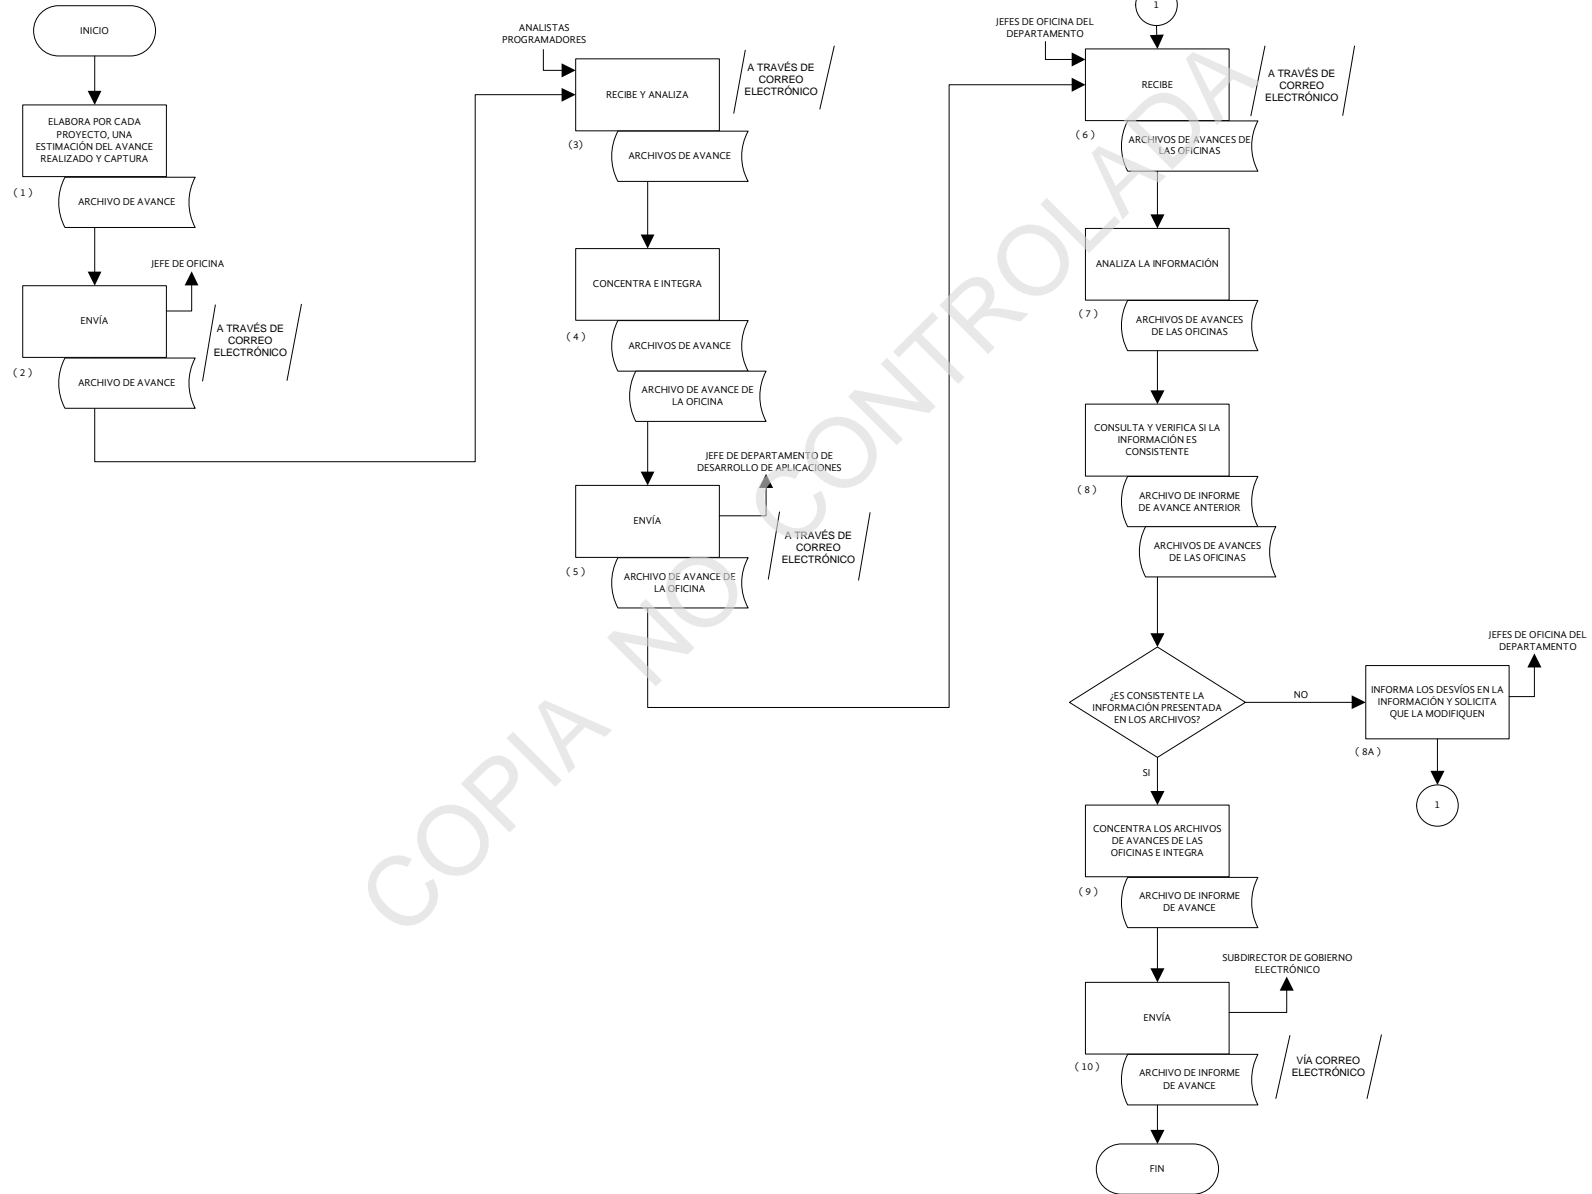 INICIO
ELABORA POR CADA
PROYECTO, UNA
ESTIMACIÓN DEL AVANCE
REALIZADO Y CAPTURA
( 1 )
ARCHIVO DE AVANCE
JEFE DE OFICINA
ENVÍA
A TRAVÉS DE
CORREO
ELECTRÓNICO
( 2 )
ARCHIVO DE AVANCE
ANALISTAS
PROGRAMADORES
RECIBE Y ANALIZA
A TRAVÉS DE
CORREO
ELECTRÓNICO
(3)
ARCHIVOS DE AVANCE
CONCENTRA E INTEGRA
( 4 )
ARCHIVOS DE AVANCE
ARCHIVO DE AVANCE DE
LA OFICINA
JEFE DE DEPARTAMENTO DE
DESARROLLO DE APLICACIONES
ENVÍA
A TRAVÉS DE
CORREO
ELECTRÓNICO
( 5 )
ARCHIVO DE AVANCE DE
LA OFICINA
1
JEFES DE OFICINA DEL
DEPARTAMENTO
RECIBE
A TRAVÉS DE
CORREO
ELECTRÓNICO
( 6 )
ARCHIVOS DE AVANCES DE
LAS OFICINAS
ANALIZA LA INFORMACIÓN
( 7 )
ARCHIVOS DE AVANCES
DE LAS OFICINAS
CONSULTA Y VERIFICA SI LA
INFORMACIÓN ES
CONSISTENTE
( 8 )
ARCHIVO DE INFORME
DE AVANCE ANTERIOR
ARCHIVOS DE AVANCES
DE LAS OFICINAS
¿ES CONSISTENTE LA
INFORMACIÓN PRESENTADA
EN LOS ARCHIVOS?
NO
JEFES DE OFICINA DEL
DEPARTAMENTO
INFORMA LOS DESVÍOS EN LA
INFORMACIÓN Y SOLICITA
QUE LA MODIFIQUEN
( 8A )
1
SI
CONCENTRA LOS ARCHIVOS
DE AVANCES DE LAS
OFICINAS E INTEGRA
( 9 )
ARCHIVO DE INFORME
DE AVANCE
SUBDIRECTOR DE GOBIERNO
ELECTRÓNICO
ENVÍA
VÍA CORREO
ELECTRÓNICO
( 10 )
ARCHIVO DE INFORME
DE AVANCE
FIN
COPIA NO CONTROLADA